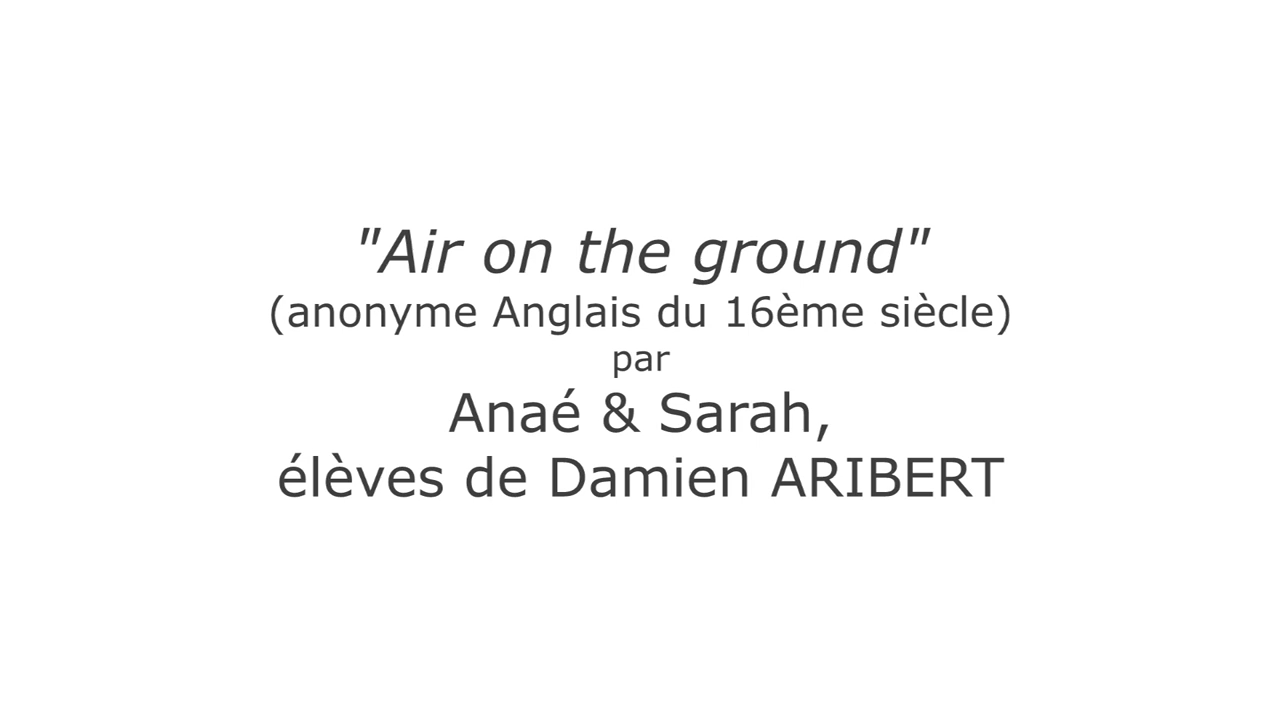 "Air on the ground"
(anonyme Anglais du 16ème siècle)
par
Anaé & Sarah,
élèves de Damien ARIBERT